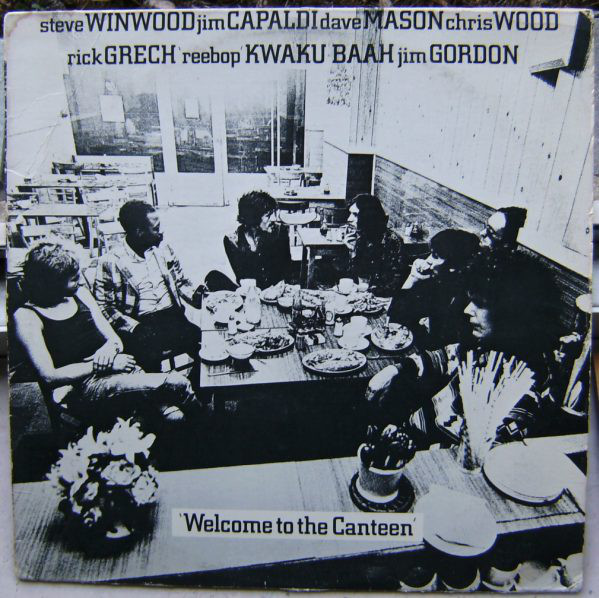 steve WINWOOD jim CAPALDI dave MASON chris WOOD
rick GRECH 'reebop' KWAKU BAAH jim GORDON
'Welcome to the Canteen'